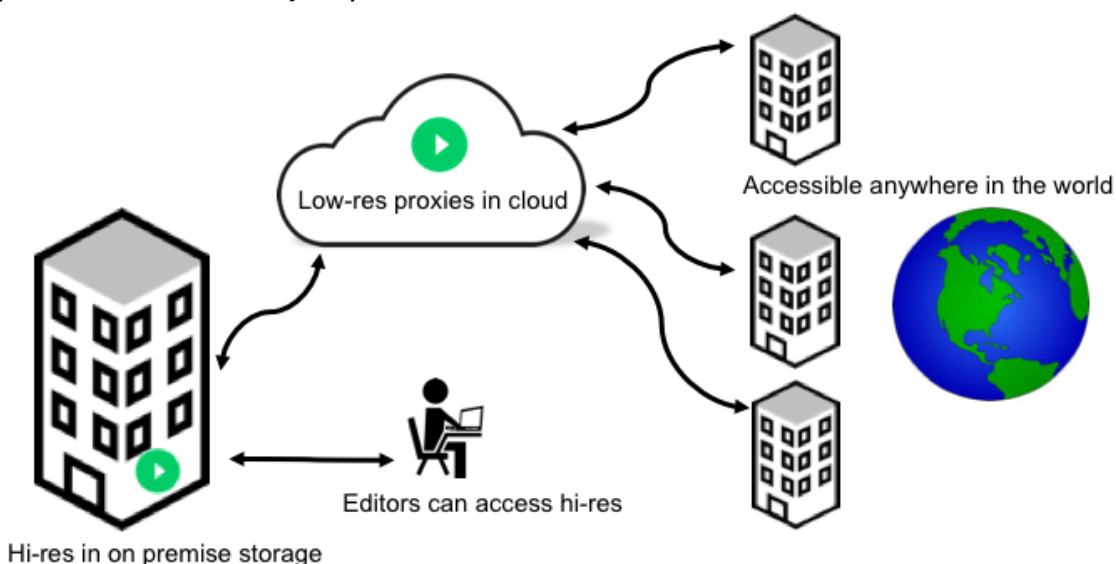 Low-res proxies in cloud
Accessible anywhere in the world
Editors can access hi-res
Hi-res in on premise storage